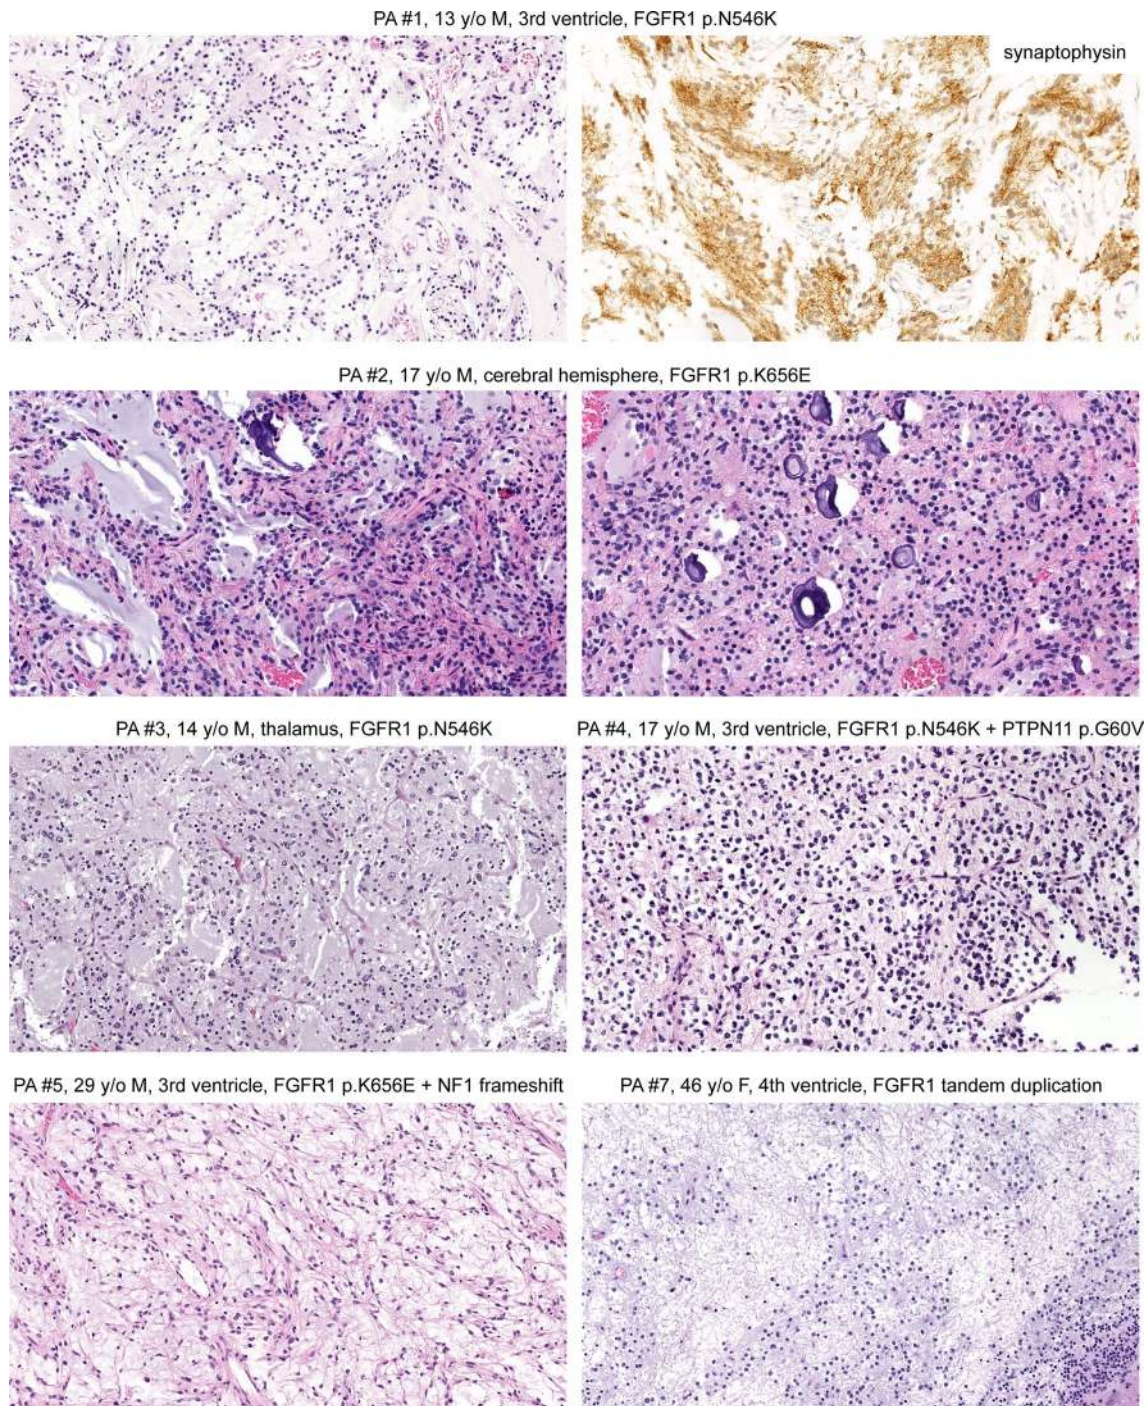 PA #1, 13 y/o M, 3rd ventricle, FGFR1 p.N546K
synaptophysin
PA #2, 17 y/o M, cerebral hemisphere, FGFR1 p.K656E
PA #3, 14 y/o M, thalamus, FGFR1 p.N546K
PA #4, 17 y/o M, 3rd ventricle, FGFR1 p.N546K + PTPN11 p.G60V
PA #5, 29 y/o M, 3rd ventricle, FGFR1 p.K656E + NF1 frameshift
PA #7, 46 y/o F, 4th ventricle, FGFR1 tandem duplication